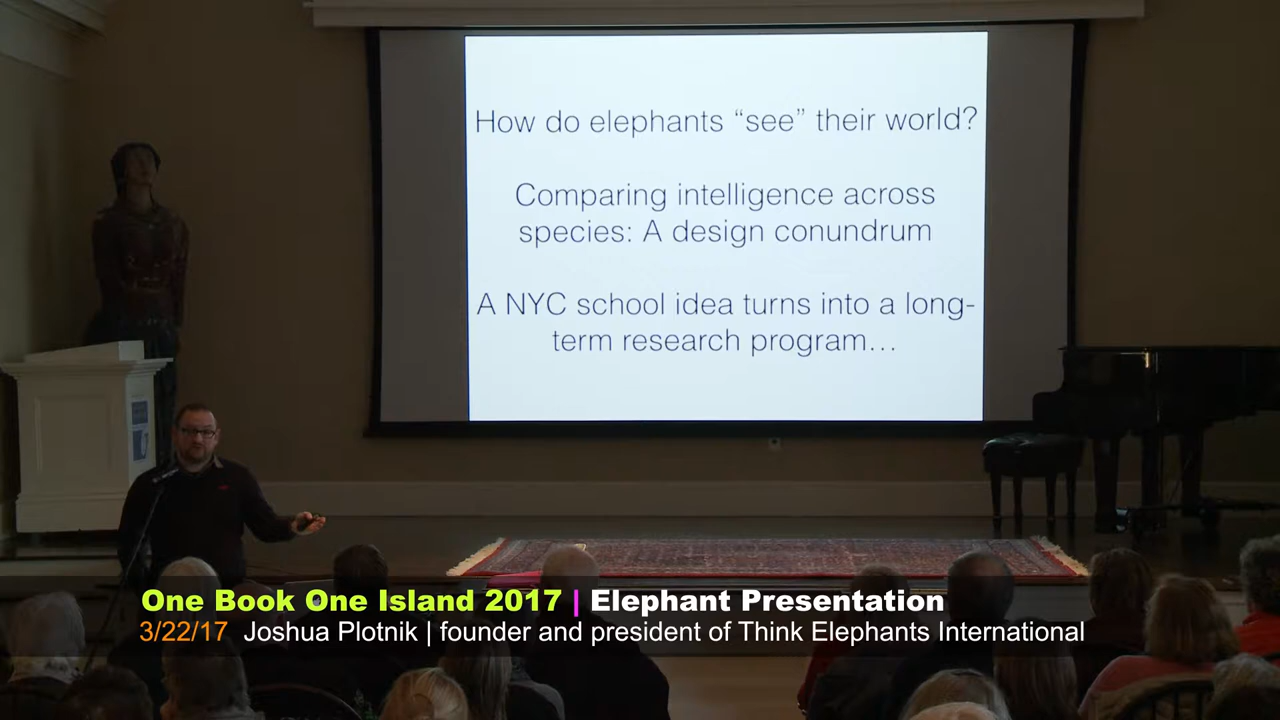 How do elephants “see” their world?
Comparing intelligence across
species: A design conundrum
A NYC school idea turns into a long-
term research program…
One Book One Island 2017 | Elephant Presentation
3/22/17 Joshua Plotnik | founder and president of Think Elephants International